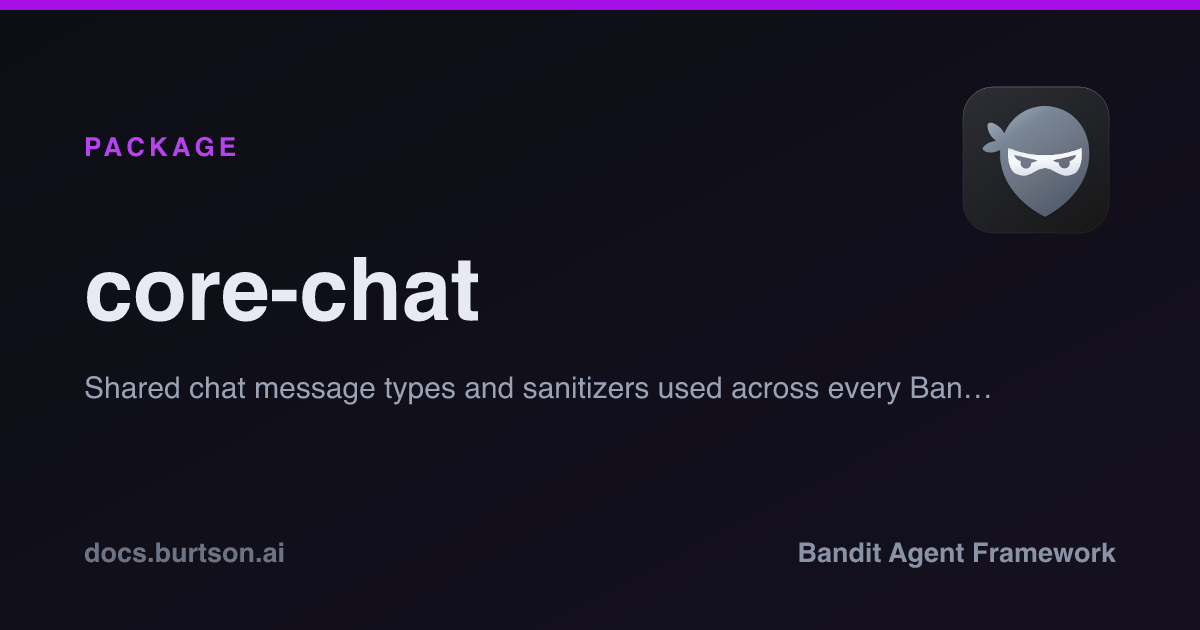 PACKAGE
core-chat
Shared chat message types and sanitizers used across every Ban…
docs.burtson.ai
Bandit Agent Framework